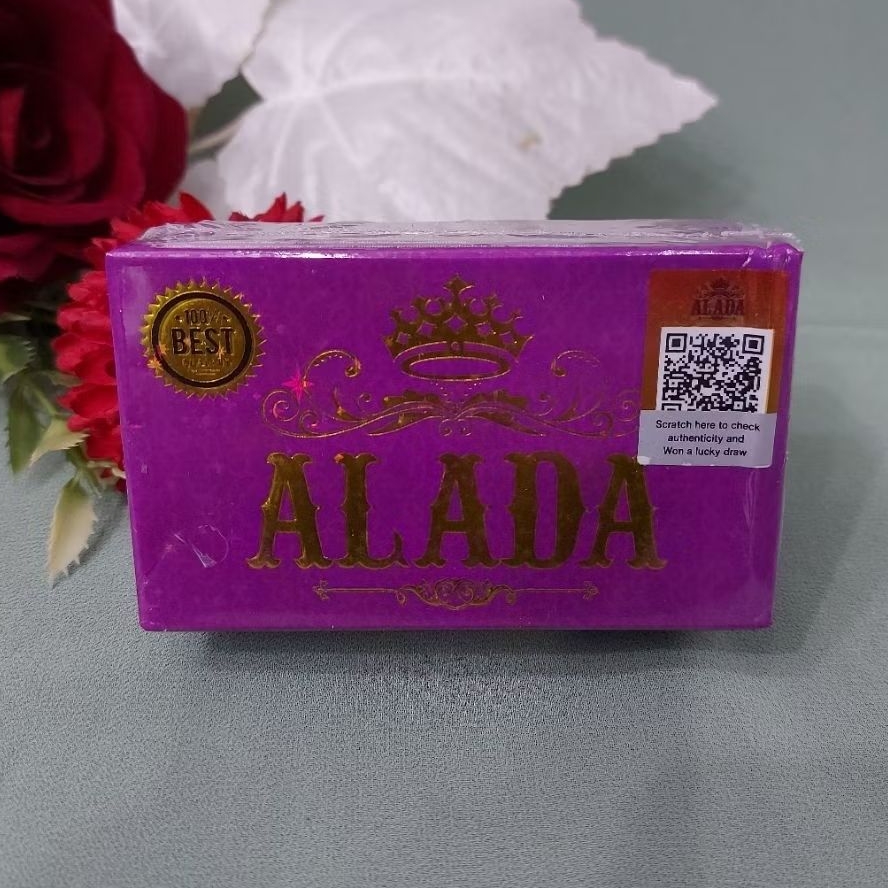 100%
BEST
ALADA
Scratch here to check
authenticity and
Won a lucky draw
ALADA